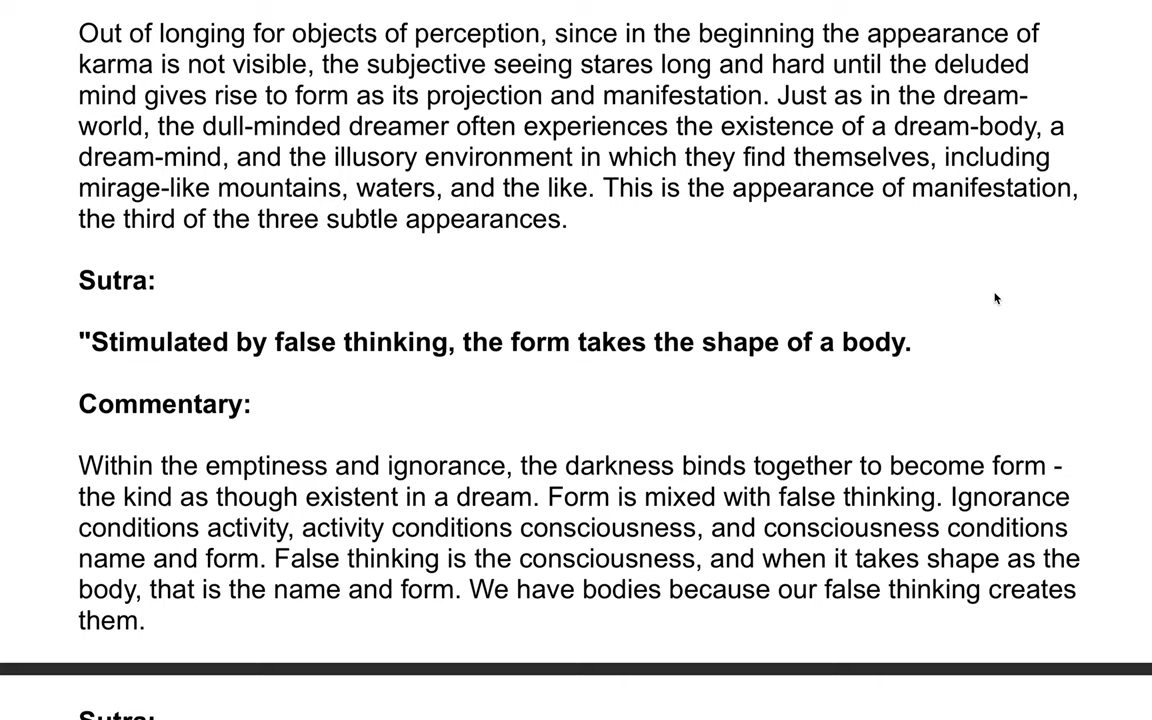 Out of longing for objects of perception, since in the beginning the appearance of
karma is not visible, the subjective seeing stares long and hard until the deluded
mind gives rise to form as its projection and manifestation. Just as in the dream-
world, the dull-minded dreamer often experiences the existence of a dream-body, a
dream-mind, and the illusory environment in which they find themselves, including
mirage-like mountains, waters, and the like. This is the appearance of manifestation,
the third of the three subtle appearances.
Sutra:
"Stimulated by false thinking, the form takes the shape of a body.
Commentary:
Within the emptiness and ignorance, the darkness binds together to become form -
the kind as though existent in a dream. Form is mixed with false thinking. Ignorance
conditions activity, activity conditions consciousness, and consciousness conditions
name and form. False thinking is the consciousness, and when it takes shape as the
body, that is the name and form. We have bodies because our false thinking creates
them.
Sutra: